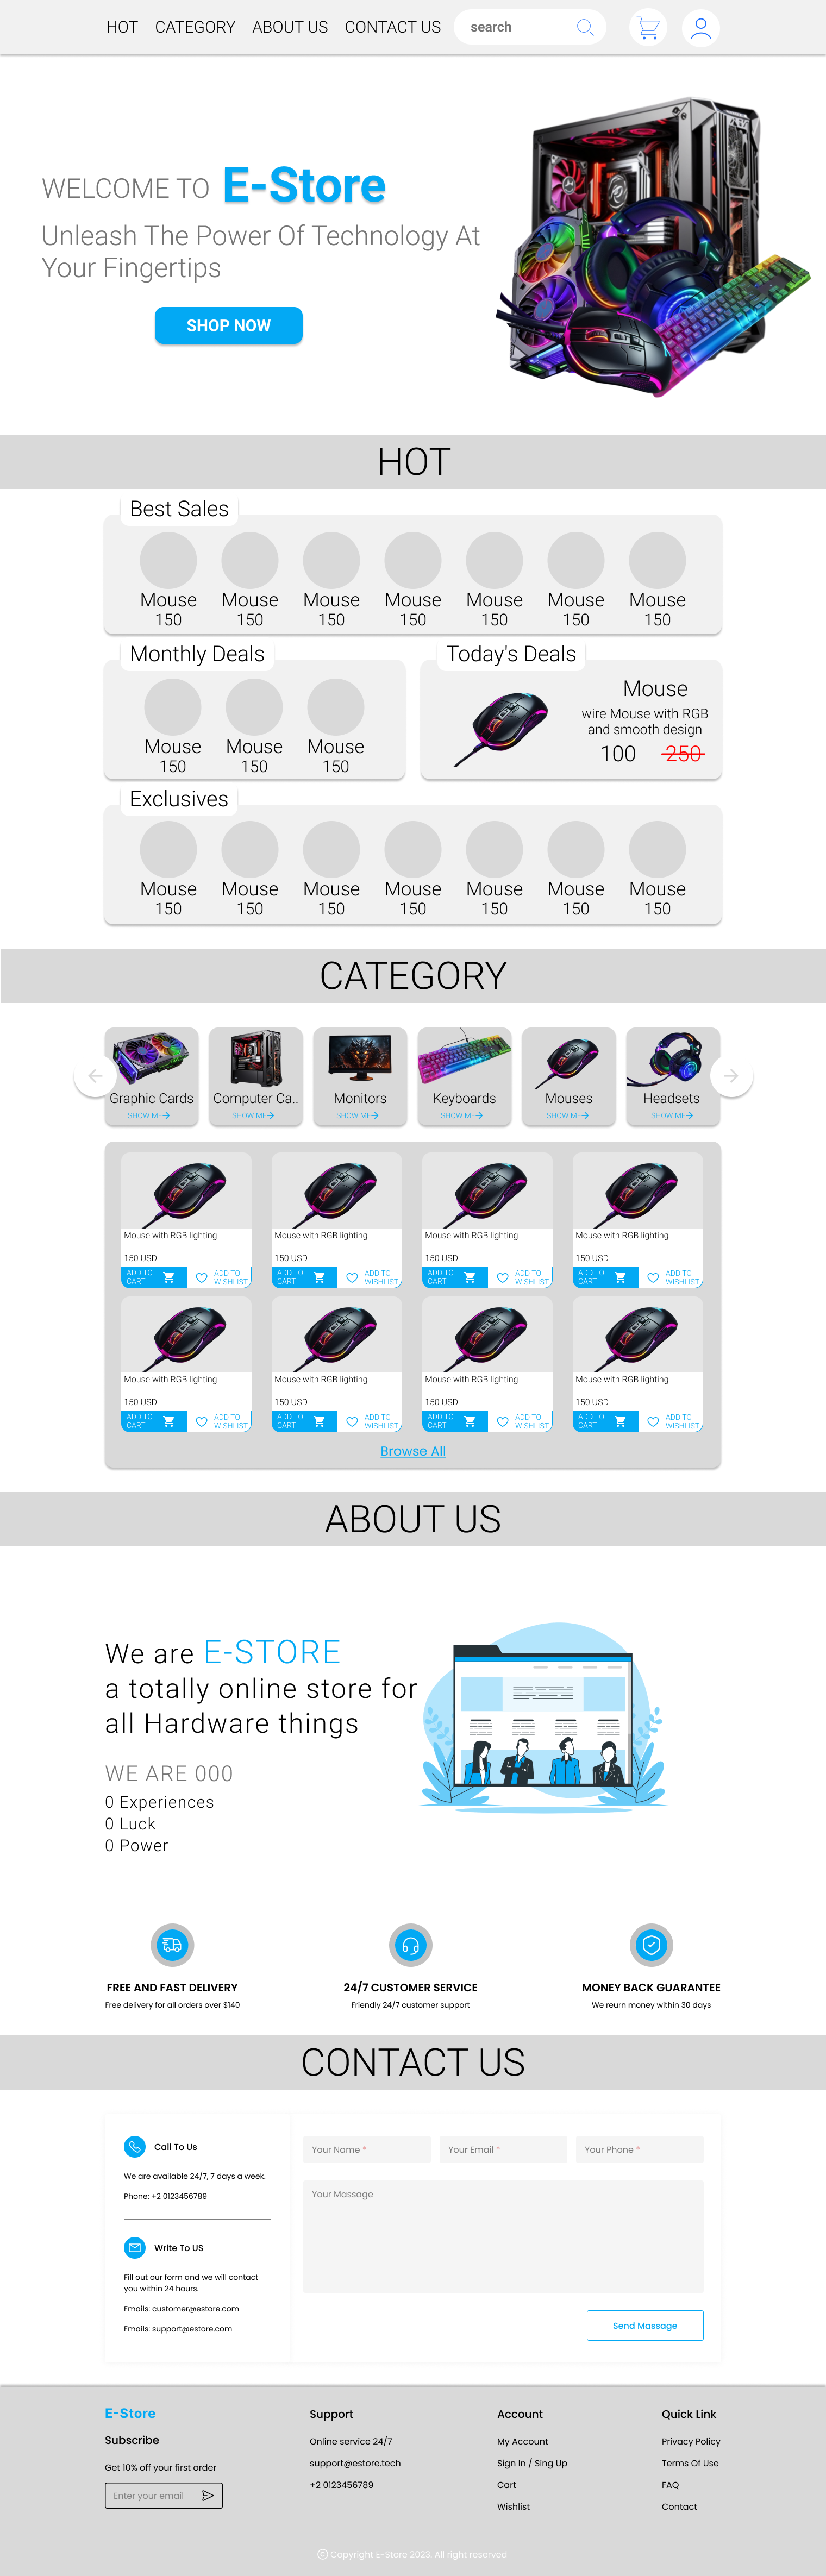 HOT CATEGORY ABOUT US CONTACT US search
WELCOME TO E-Store
Unleash The Power Of Technology At
Your Fingertips
SHOP NOW
HOT
Best Sales
Mouse Mouse Mouse Mouse Mouse Mouse Mouse
150 150 150 150 150 150 150
Monthly Deals
Mouse Mouse Mouse
150 150 150
Today's Deals
Mouse
wire Mouse with RGB
and smooth design
100 250
Exclusives
Mouse Mouse Mouse Mouse Mouse Mouse Mouse
150 150 150 150 150 150 150
CATEGORY
Graphic Cards Computer Ca.. Monitors Keyboards Mouses Headsets
SHOW ME SHOW ME SHOW ME SHOW ME SHOW ME SHOW ME
Mouse with RGB lighting Mouse with RGB lighting Mouse with RGB lighting Mouse with RGB lighting
150 USD 150 USD 150 USD 150 USD
ADD TO ADD TO ADD TO ADD TO ADD TO ADD TO ADD TO ADD TO
CART WISHLIST CART WISHLIST CART WISHLIST CART WISHLIST
Mouse with RGB lighting Mouse with RGB lighting Mouse with RGB lighting Mouse with RGB lighting
150 USD 150 USD 150 USD 150 USD
ADD TO ADD TO ADD TO ADD TO ADD TO ADD TO ADD TO ADD TO
CART WISHLIST CART WISHLIST CART WISHLIST CART WISHLIST
Browse All
ABOUT US
We are E-STORE
a totally online store for
all Hardware things
WE ARE 000
0 Experiences
0 Luck
0 Power
FREE AND FAST DELIVERY
Free delivery for all orders over $140
24/7 CUSTOMER SERVICE
Friendly 24/7 customer support
MONEY BACK GUARANTEE
We reurn money within 30 days
CONTACT US
Call To Us
We are available 24/7, 7 days a week.
Phone: +2 0123456789
Write To US
Fill out our form and we will contact
you within 24 hours.
Emails: customer@estore.com
Emails: support@estore.com
Your Name * Your Email * Your Phone *
Your Massage
Send Massage
E-Store
Subscribe
Get 10% off your first order
Enter your email
Support
Online service 24/7
support@estore.tech
+2 0123456789
Account
My Account
Sign In / Sing Up
Cart
Wishlist
Quick Link
Privacy Policy
Terms Of Use
FAQ
Contact
© Copyright E-Store 2023. All right reserved